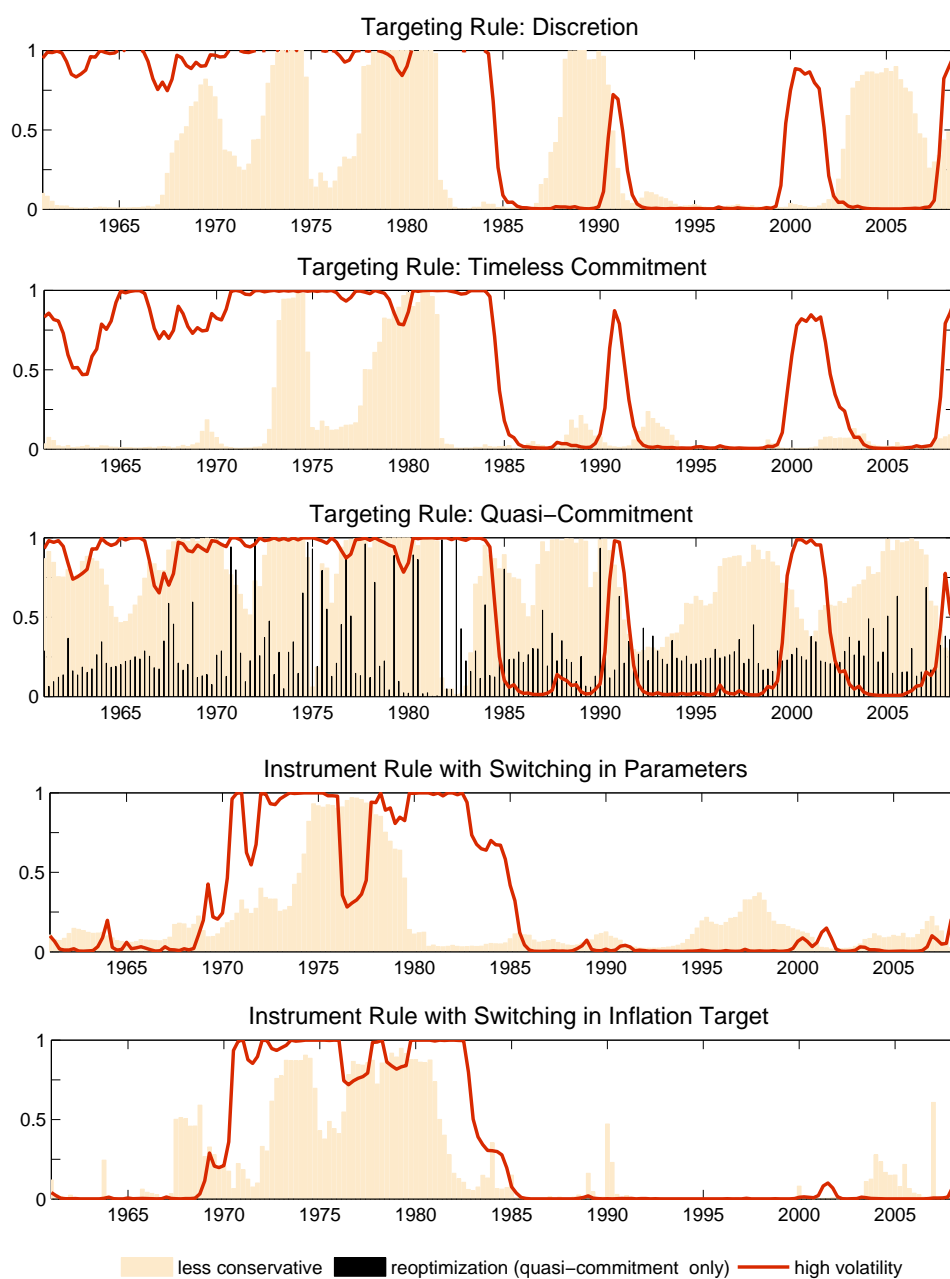 Targeting Rule: Discretion
1
0.5
0
1965 1970 1975 1980 1985 1990 1995 2000 2005
Targeting Rule: Timeless Commitment
1
0.5
0
1965 1970 1975 1980 1985 1990 1995 2000 2005
Targeting Rule: Quasi−Commitment
1
0.5
0
1965 1970 1975 1980 1985 1990 1995 2000 2005
Instrument Rule with Switching in Parameters
1
0.5
0
1965 1970 1975 1980 1985 1990 1995 2000 2005
Instrument Rule with Switching in Inflation Target
1
0.5
0
1965 1970 1975 1980 1985 1990 1995 2000 2005
less conservative reoptimization (quasi−commitment only) high volatility